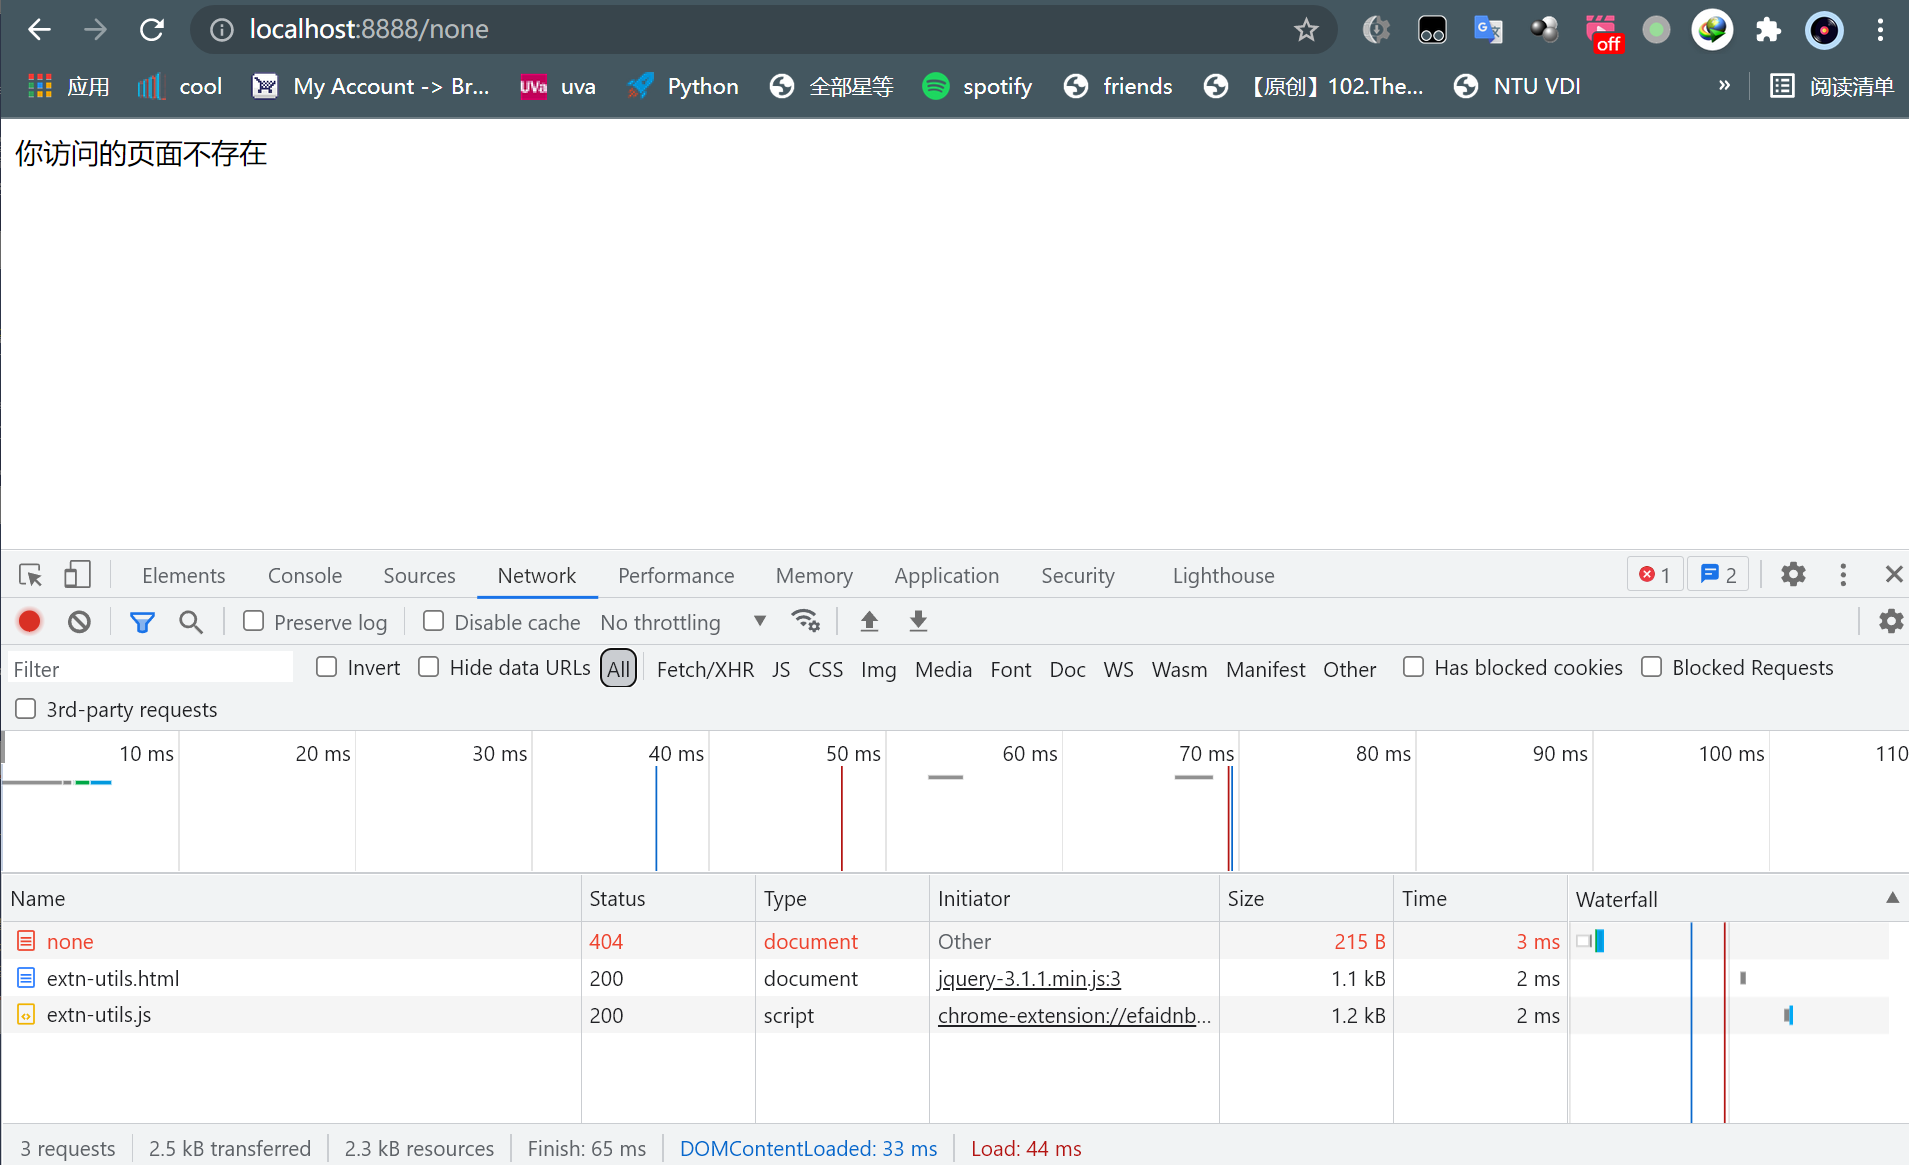 localhost:8888/none
off
应用 cool My Account -> Br... UVa uva Python 全部星等 spotify friends 【原创】102.The... NTU VDI » 阅读清单
你访问的页面不存在
Elements Console Sources Network Performance Memory Application Security Lighthouse 1 2
Preserve log Disable cache No throttling
Filter Invert Hide data URLs All Fetch/XHR JS CSS Img Media Font Doc WS Wasm Manifest Other Has blocked cookies Blocked Requests
3rd-party requests
10 ms 20 ms 30 ms 40 ms 50 ms 60 ms 70 ms 80 ms 90 ms 100 ms 110
Name Status Type Initiator Size Time Waterfall
none 404 document Other 215 B 3 ms
extn-utils.html 200 document jquery-3.1.1.min.js:3 1.1 kB 2 ms
extn-utils.js 200 script chrome-extension://efaidnb... 1.2 kB 2 ms
3 requests 2.5 kB transferred 2.3 kB resources Finish: 65 ms DOMContentLoaded: 33 ms Load: 44 ms